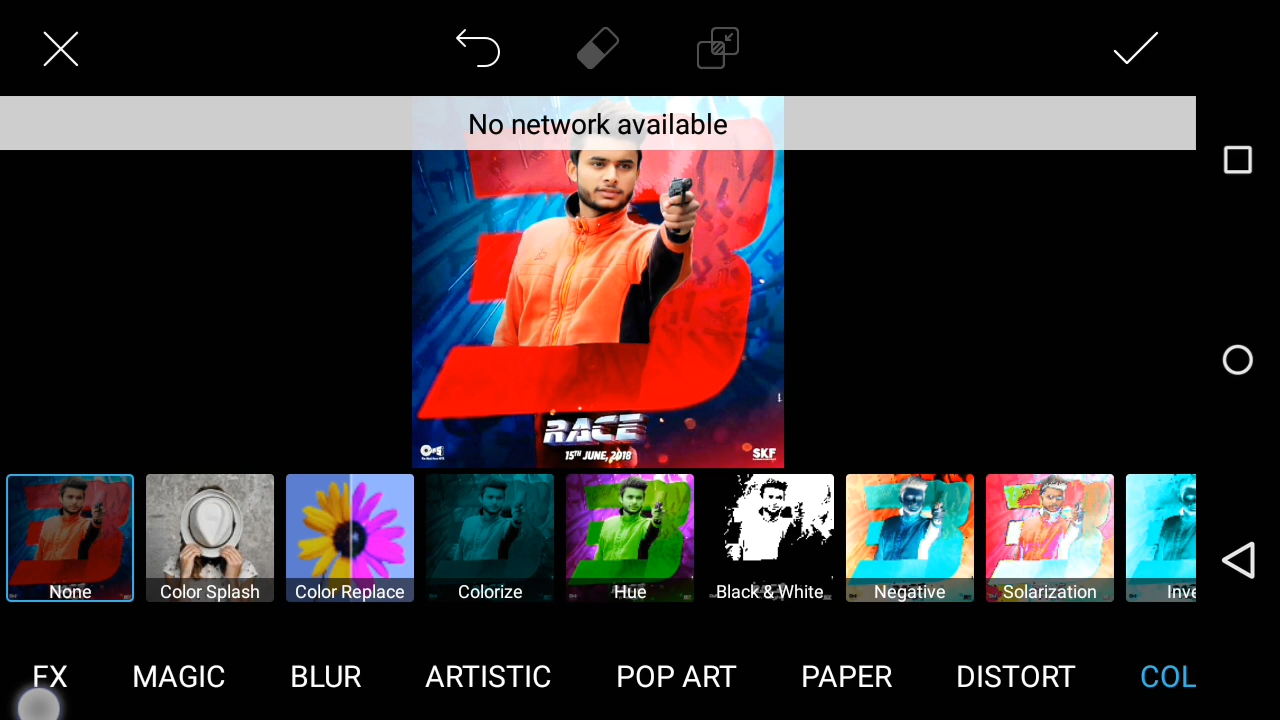 No network available
RACE
15TH JUNE, 2018
SKF
None
Color Splash
Color Replace
Colorize
Hue
Black & White
Negative
Solarization
Inve
FX
MAGIC
BLUR
ARTISTIC
POP ART
PAPER
DISTORT
COL